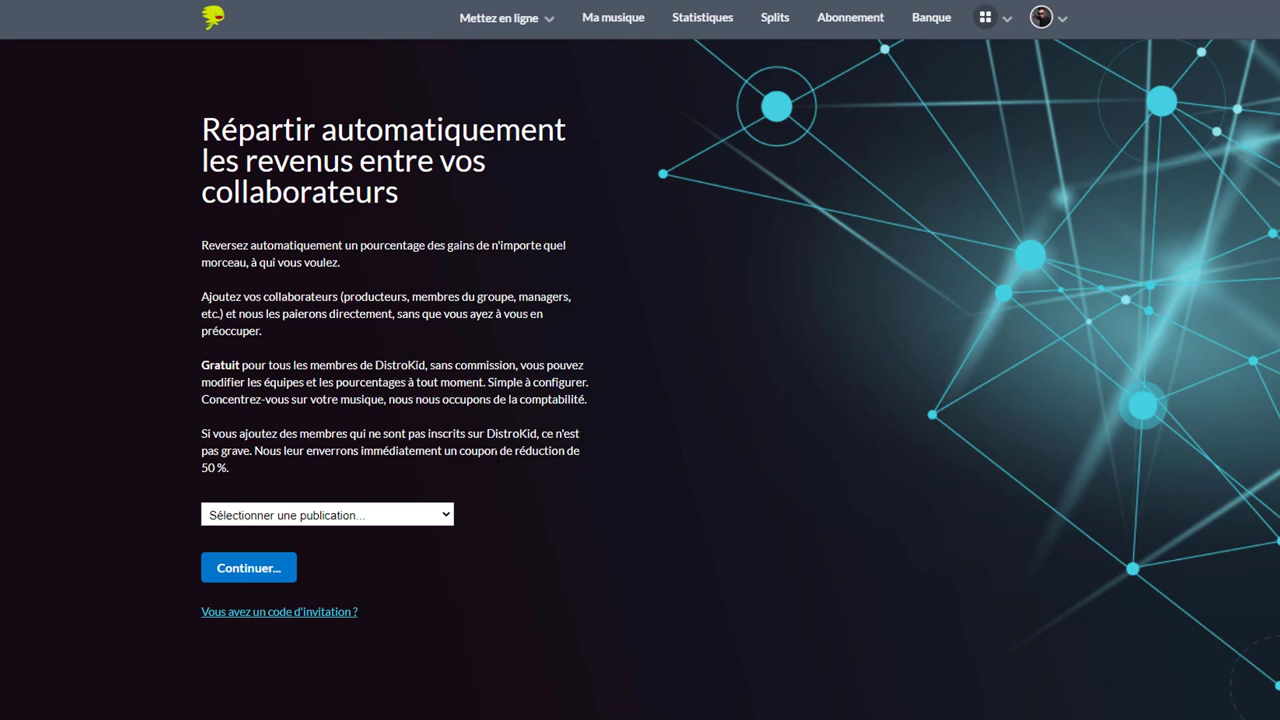 Mettez en ligne
Ma musique
Statistiques
Splits
Abonnement
Banque
Répartir automatiquement
les revenus entre vos
collaborateurs
Reversez automatiquement un pourcentage des gains de n'importe quel
morceau, à qui vous voulez.
Ajoutez vos collaborateurs (producteurs, membres du groupe, managers,
etc.) et nous les paierons directement, sans que vous ayez à vous en
préoccuper.
Gratuit pour tous les membres de DistroKid, sans commission, vous pouvez
modifier les équipes et les pourcentages à tout moment. Simple à configurer.
Concentrez-vous sur votre musique, nous nous occupons de la comptabilité.
Si vous ajoutez des membres qui ne sont pas inscrits sur DistroKid, ce n'est
pas grave. Nous leur enverrons immédiatement un coupon de réduction de
50 %.
Sélectionner une publication...
Continuer...
Vous avez un code d'invitation ?